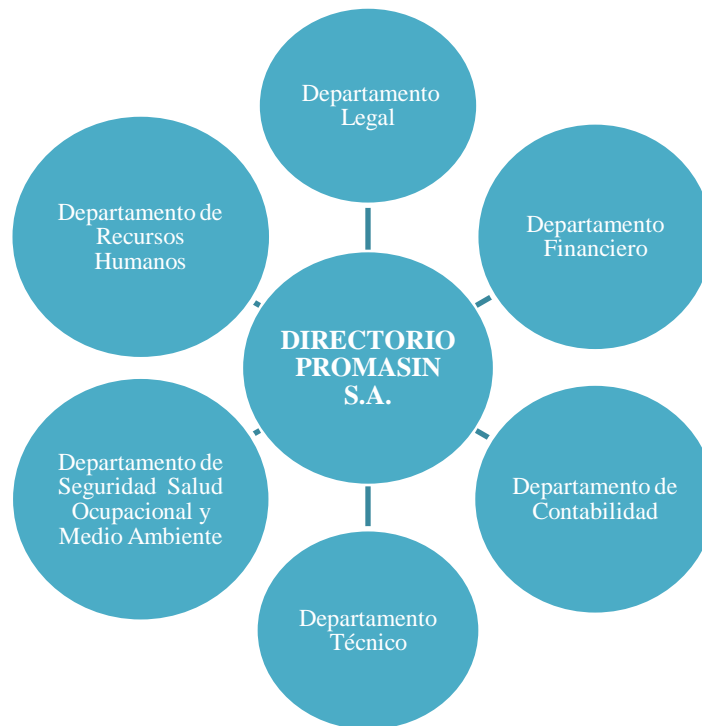 Departamento
Legal
Departamento
Financiero
Departamento de
Contabilidad
Departamento
Técnico
Departamento de
Seguridad Salud
Ocupacional y
Medio Ambiente
Departamento de
Recursos
Humanos
DIRECTORIO
PROMASIN
S.A.